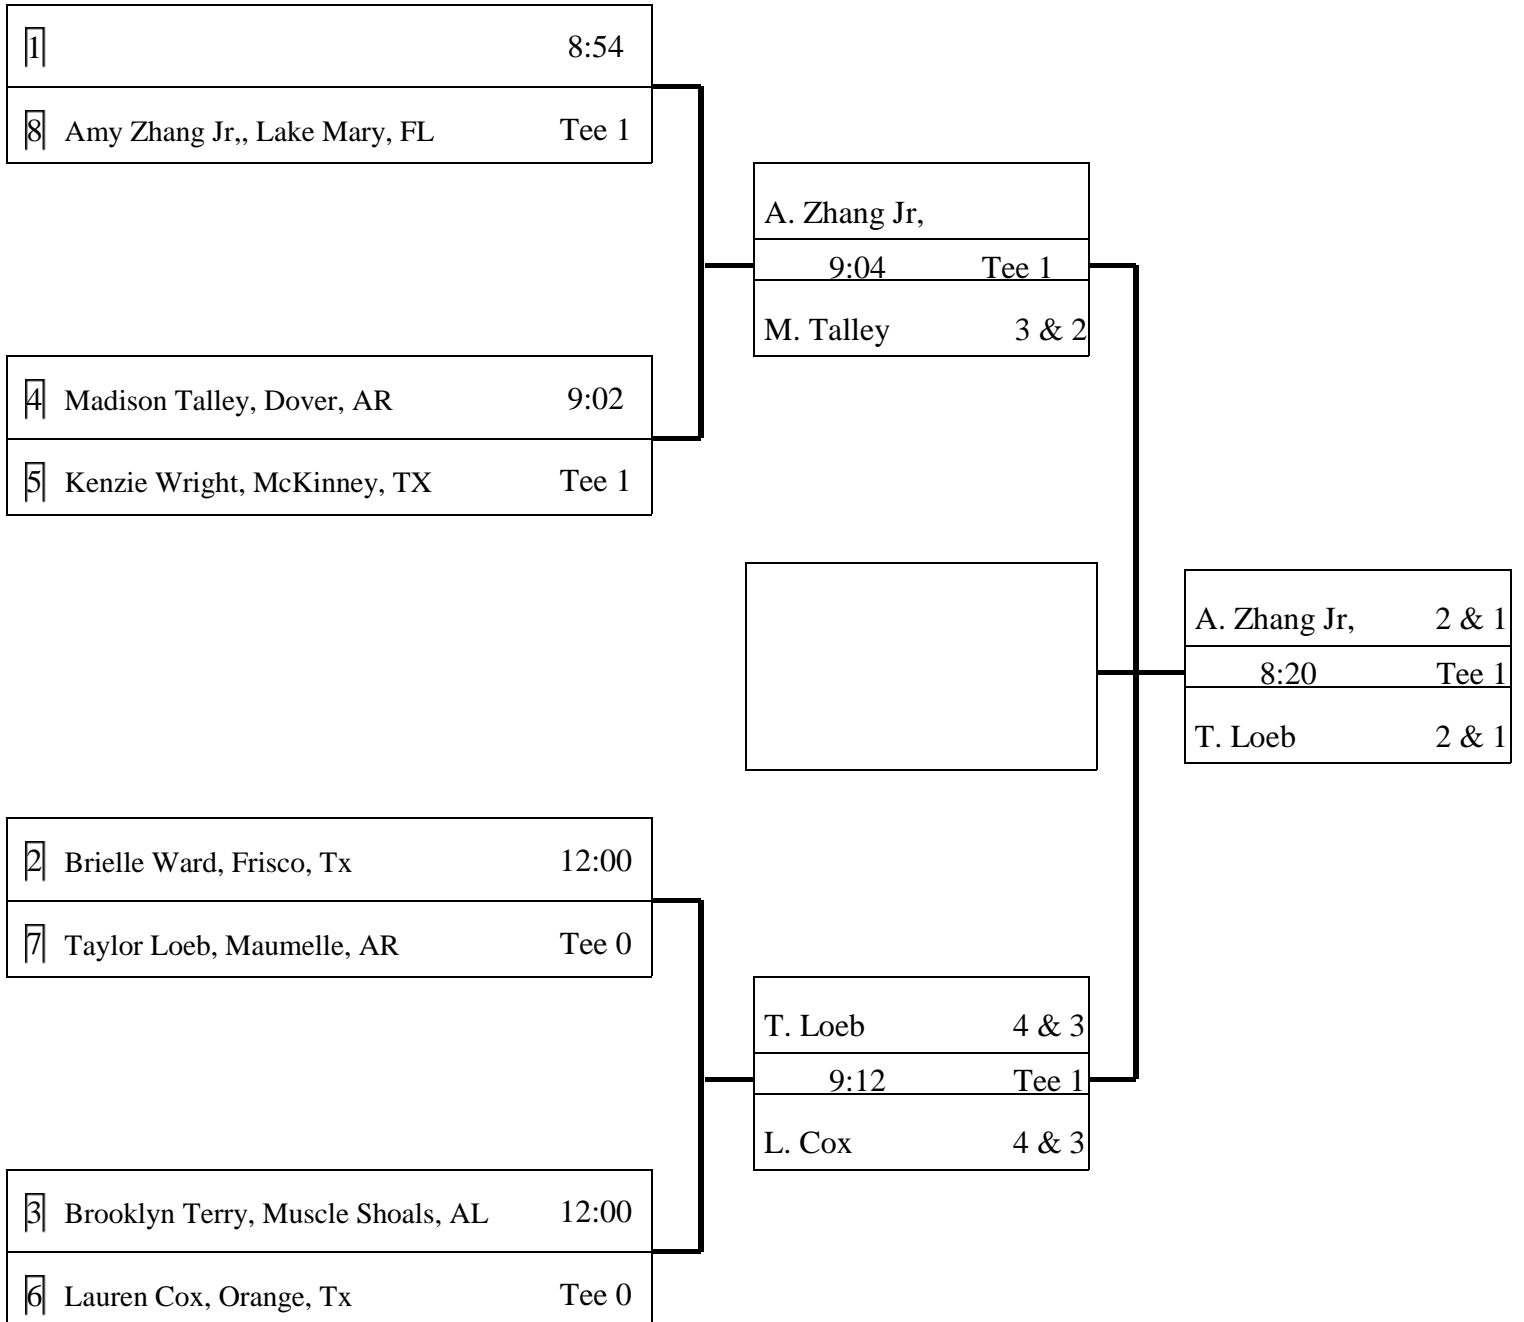 1 8:54
8 Amy Zhang Jr,, Lake Mary, FL Tee 1
A. Zhang Jr,
9:04 Tee 1
M. Talley 3 & 2
4 Madison Talley, Dover, AR 9:02
5 Kenzie Wright, McKinney, TX Tee 1
A. Zhang Jr, 2 & 1
8:20 Tee 1
T. Loeb 2 & 1
2 Brielle Ward, Frisco, Tx 12:00
7 Taylor Loeb, Maumelle, AR Tee 0
T. Loeb 4 & 3
9:12 Tee 1
L. Cox 4 & 3
3 Brooklyn Terry, Muscle Shoals, AL 12:00
6 Lauren Cox, Orange, Tx Tee 0